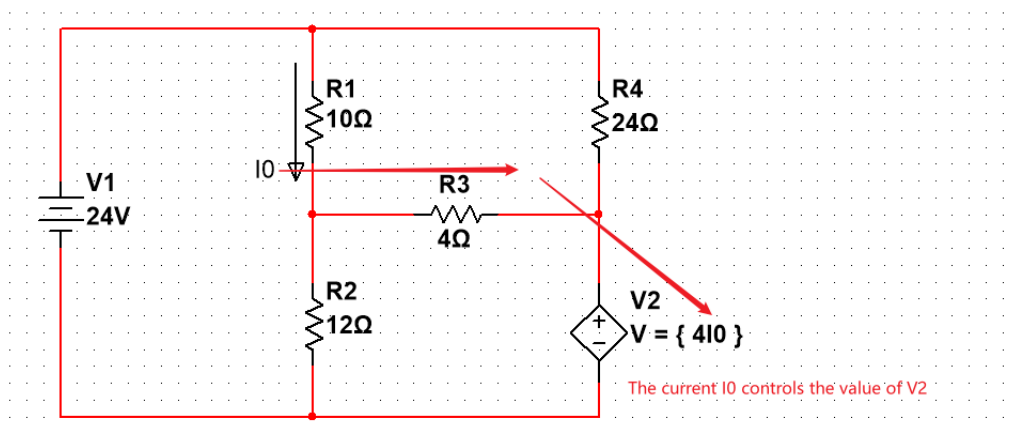 R1
10Ω
R4
24Ω
I0
R3
4Ω
V1
24V
R2
12Ω
V2
V = { 4I0 }
The current I0 controls the value of V2